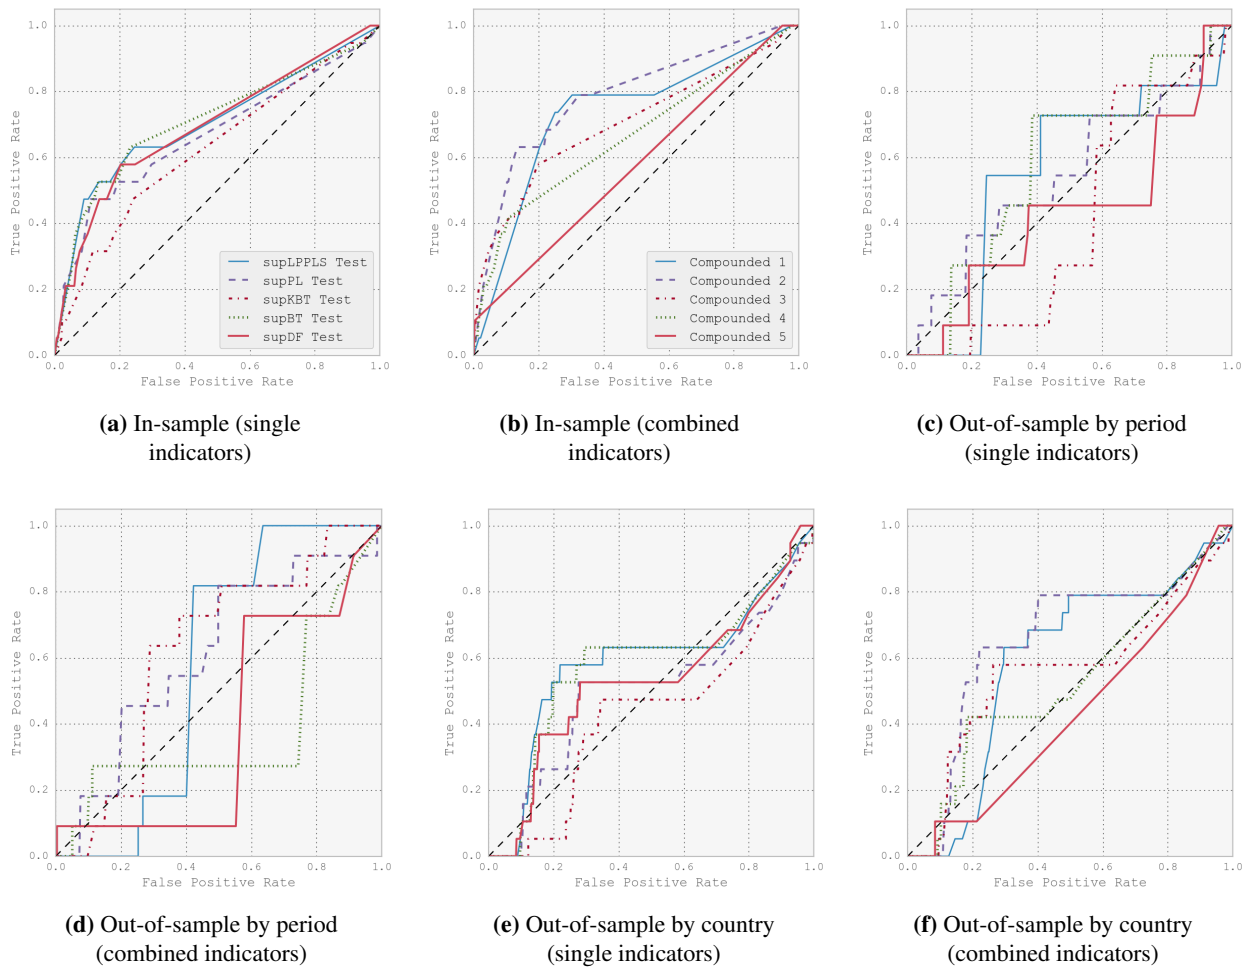 1.0
0.8
0.6
0.4
0.2
0.0
True Positive Rate
supLPPLS Test
supPL Test
supKBT Test
supBT Test
supDF Test
0.0 0.2 0.4 0.6 0.8 1.0
False Positive Rate
(a) In-sample (single
indicators)
1.0
0.8
0.6
0.4
0.2
0.0
True Positive Rate
Compounded 1
Compounded 2
Compounded 3
Compounded 4
Compounded 5
0.0 0.2 0.4 0.6 0.8 1.0
False Positive Rate
(b) In-sample (combined
indicators)
1.0
0.8
0.6
0.4
0.2
0.0
True Positive Rate
0.0 0.2 0.4 0.6 0.8 1.0
False Positive Rate
(c) Out-of-sample by period
(single indicators)
1.0
0.8
0.6
0.4
0.2
0.0
True Positive Rate
0.0 0.2 0.4 0.6 0.8 1.0
False Positive Rate
(d) Out-of-sample by period
(combined indicators)
1.0
0.8
0.6
0.4
0.2
0.0
True Positive Rate
0.0 0.2 0.4 0.6 0.8 1.0
False Positive Rate
(e) Out-of-sample by country
(single indicators)
1.0
0.8
0.6
0.4
0.2
0.0
True Positive Rate
0.0 0.2 0.4 0.6 0.8 1.0
False Positive Rate
(f) Out-of-sample by country
(combined indicators)